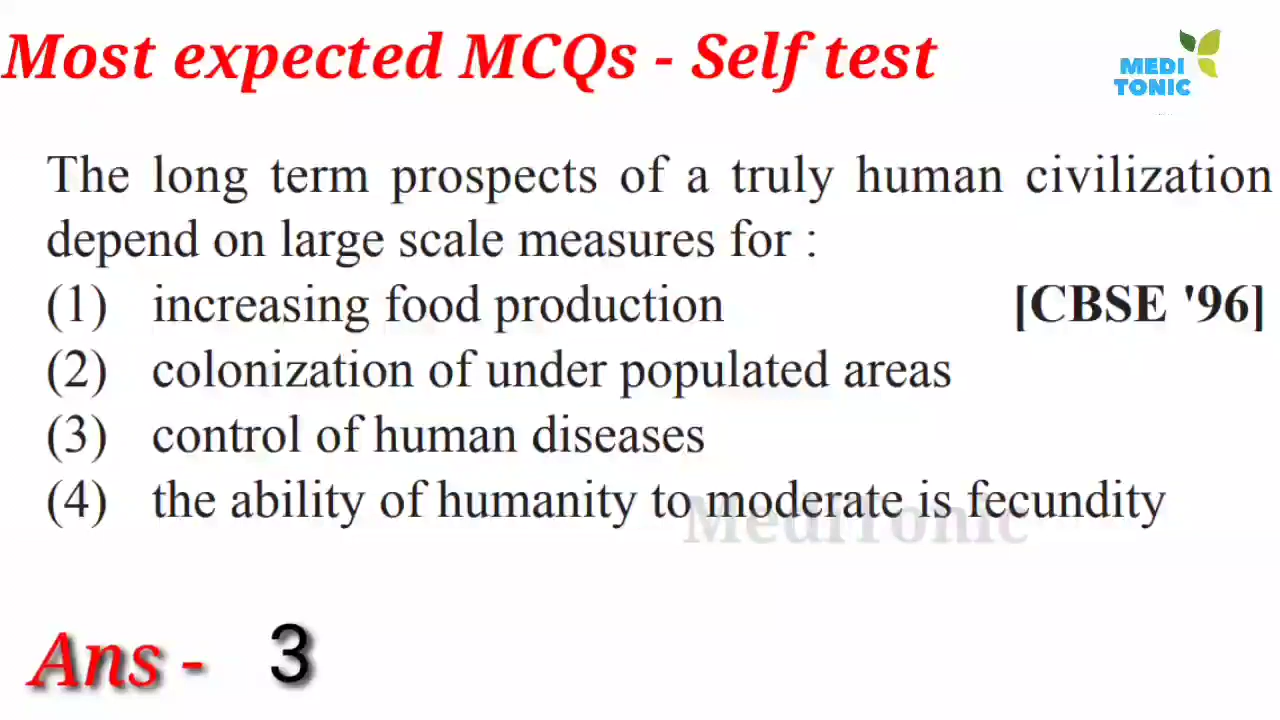 Most expected MCQs - Self test
MEDI
TONIC
The long term prospects of a truly human civilization
depend on large scale measures for :
(1) increasing food production [CBSE '96]
(2) colonization of under populated areas
(3) control of human diseases
(4) the ability of humanity to moderate is fecundity
MediTonic
Ans - 3